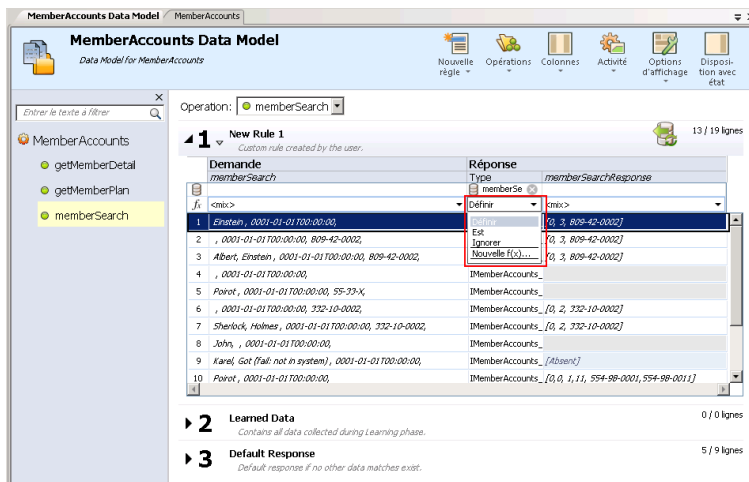 MemberAccounts Data Model MemberAccounts
MemberAccounts Data Model
Data Model for MemberAccounts
Nouvelle règle
Opérations
Colonnes
Activité
Options d'affichage
Disposi-tion avec état
Entrer le texte à filtrer
MemberAccounts
getMemberDetail
getMemberPlan
memberSearch
Operation: memberSearch
1 New Rule 1
Custom rule created by the user.
13 / 19 lignes
Demande Réponse
memberSearch Type memberSearchResponse
memberSe
fx <mix> Définir <mix>
Définir
Est
Ignorer
Nouvelle f(x)...
1 Einstein , 0001-01-01T00:00:00, [0, 3, 809-42-0002]
2 , 0001-01-01T00:00:00, 809-42-0002, [0, 3, 809-42-0002]
3 Albert, Einstein , 0001-01-01T00:00:00, 809-42-0002, [0, 3, 809-42-0002]
4 , 0001-01-01T00:00:00, IMemberAccounts_
5 Poirot , 0001-01-01T00:00:00, 55-33-X, IMemberAccounts_
6 , 0001-01-01T00:00:00, 332-10-0002, IMemberAccounts_ [0, 2, 332-10-0002]
7 Sherlock, Holmes , 0001-01-01T00:00:00, 332-10-0002, IMemberAccounts_ [0, 2, 332-10-0002]
8 John, , 0001-01-01T00:00:00, IMemberAccounts_
9 Karel, Got (Fail: not in system) , 0001-01-01T00:00:00, IMemberAccounts_ [Absent]
10 Poirot , 0001-01-01T00:00:00, IMemberAccounts_ [0,0, 1,11, 554-98-0001,554-98-0011]
2 Learned Data
Contains all data collected during Learning phase.
0 / 0 lignes
3 Default Response
Default response if no other data matches exist.
5 / 9 lignes